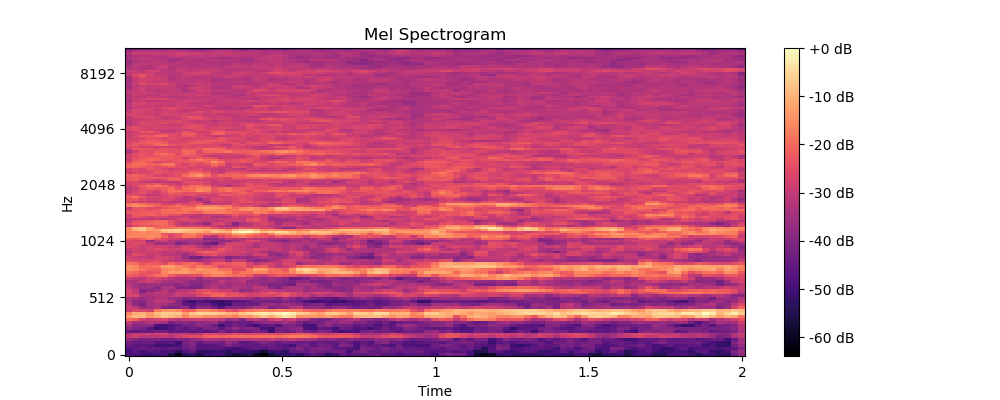 Mel Spectrogram
Hz
8192
4096
2048
1024
512
0
0
0.5
1
1.5
2
Time
+0 dB
-10 dB
-20 dB
-30 dB
-40 dB
-50 dB
-60 dB